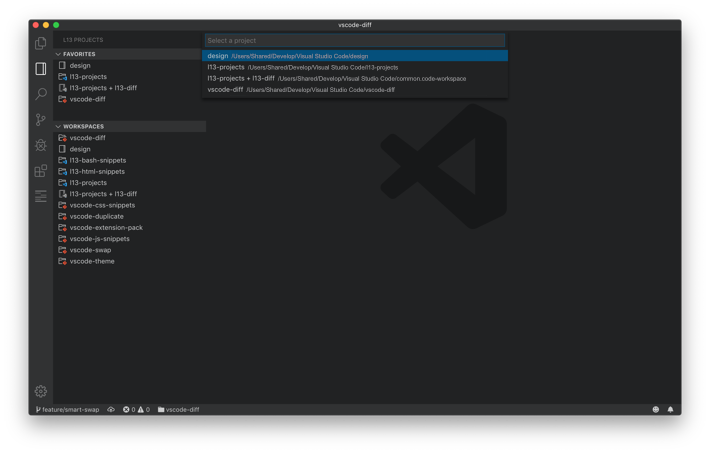 vscode-diff
L13 PROJECTS
Select a project
FAVORITES
design
l13-projects
l13-projects + l13-diff
vscode-diff
design /Users/Shared/Develop/Visual Studio Code/design
l13-projects /Users/Shared/Develop/Visual Studio Code/l13-projects
l13-projects + l13-diff /Users/Shared/Develop/Visual Studio Code/common.code-workspace
vscode-diff /Users/Shared/Develop/Visual Studio Code/vscode-diff
WORKSPACES
vscode-diff
design
l13-bash-snippets
l13-html-snippets
l13-projects
l13-projects + l13-diff
vscode-css-snippets
vscode-duplicate
vscode-extension-pack
vscode-js-snippets
vscode-swap
vscode-theme
feature/smart-swap 0 0 vscode-diff